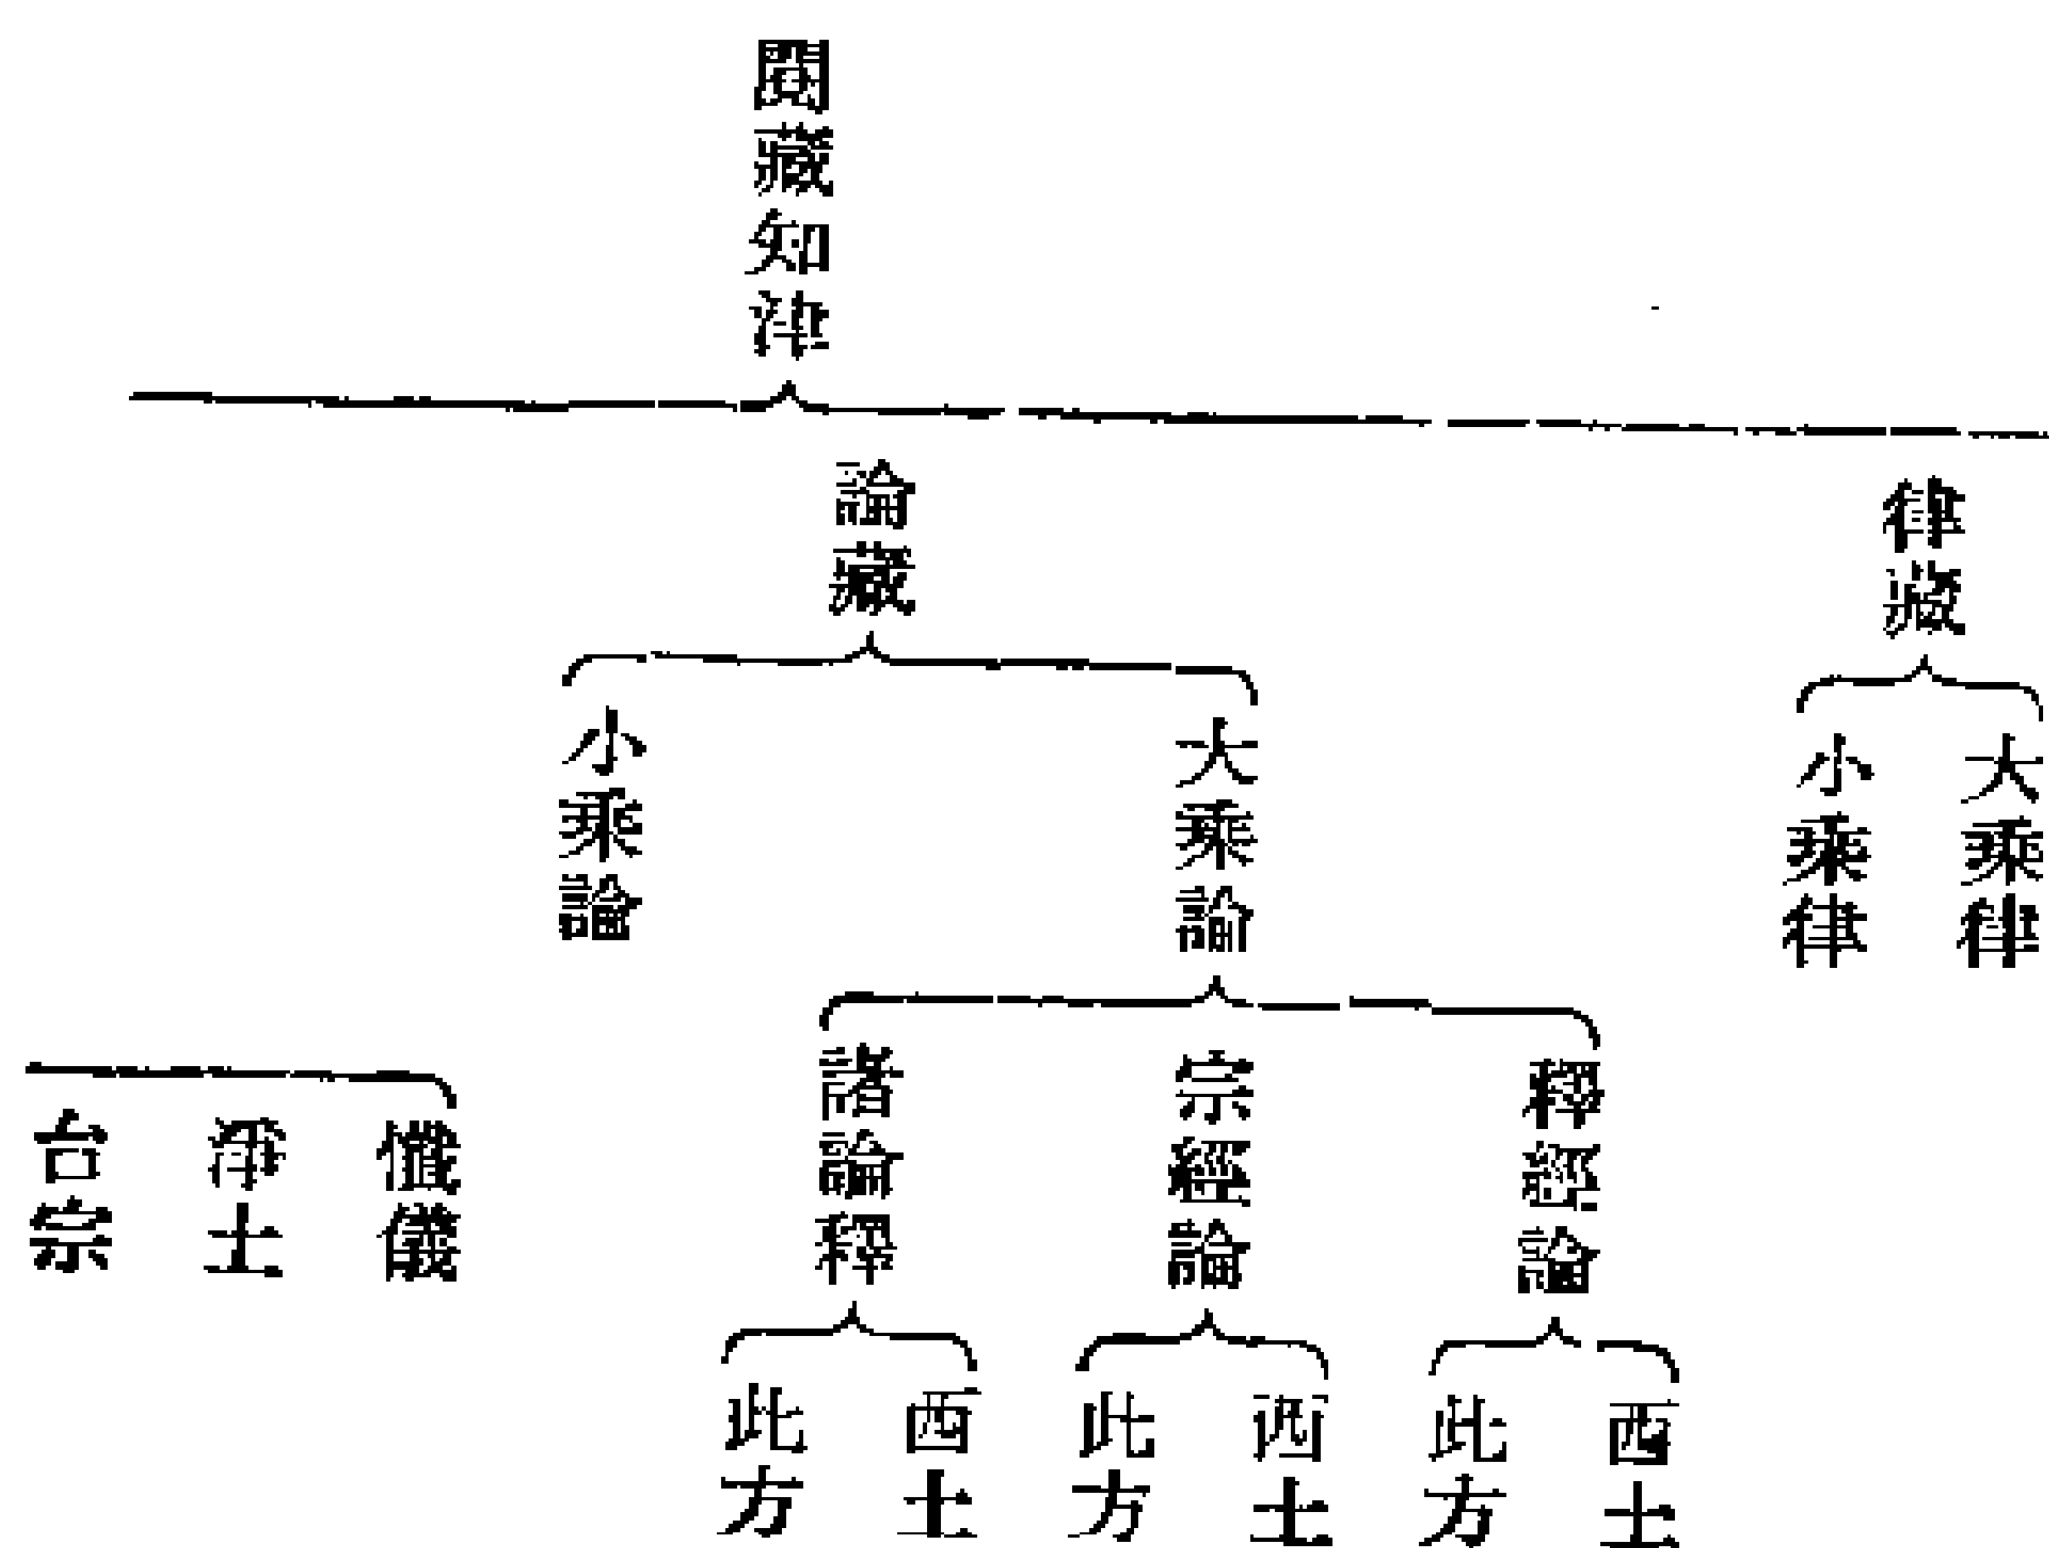 閱藏知津
律藏
大乘律
小乘律
論藏
大乘論
釋經論
西土
此方
宗經論
西土
此方
諸論釋
西土
此方
小乘論
懺儀
淨土
台宗